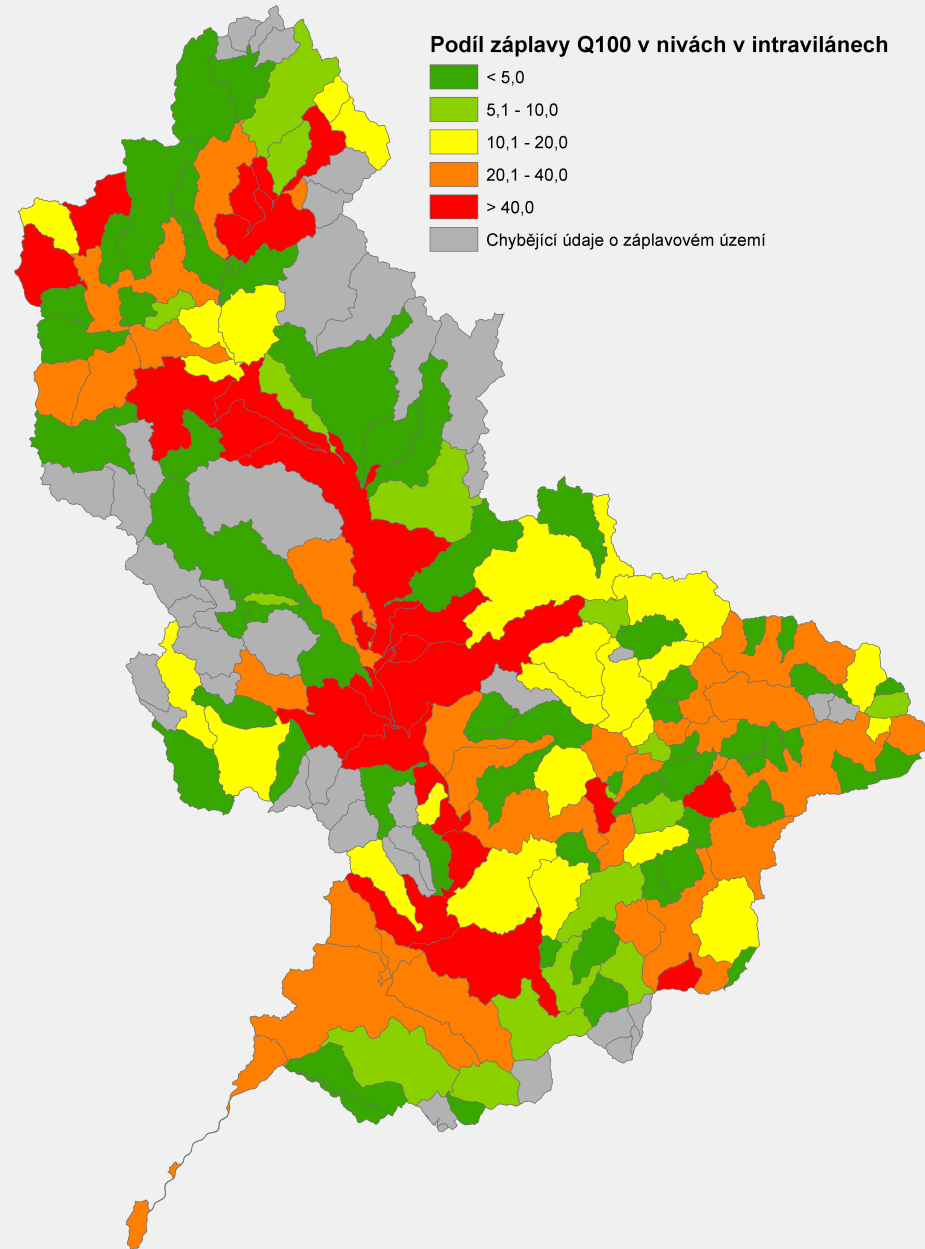 Podíl záplavy Q100 v nivách v intravilánech
< 5,0
5,1 - 10,0
10,1 - 20,0
20,1 - 40,0
> 40,0
Chybějící údaje o záplavovém území